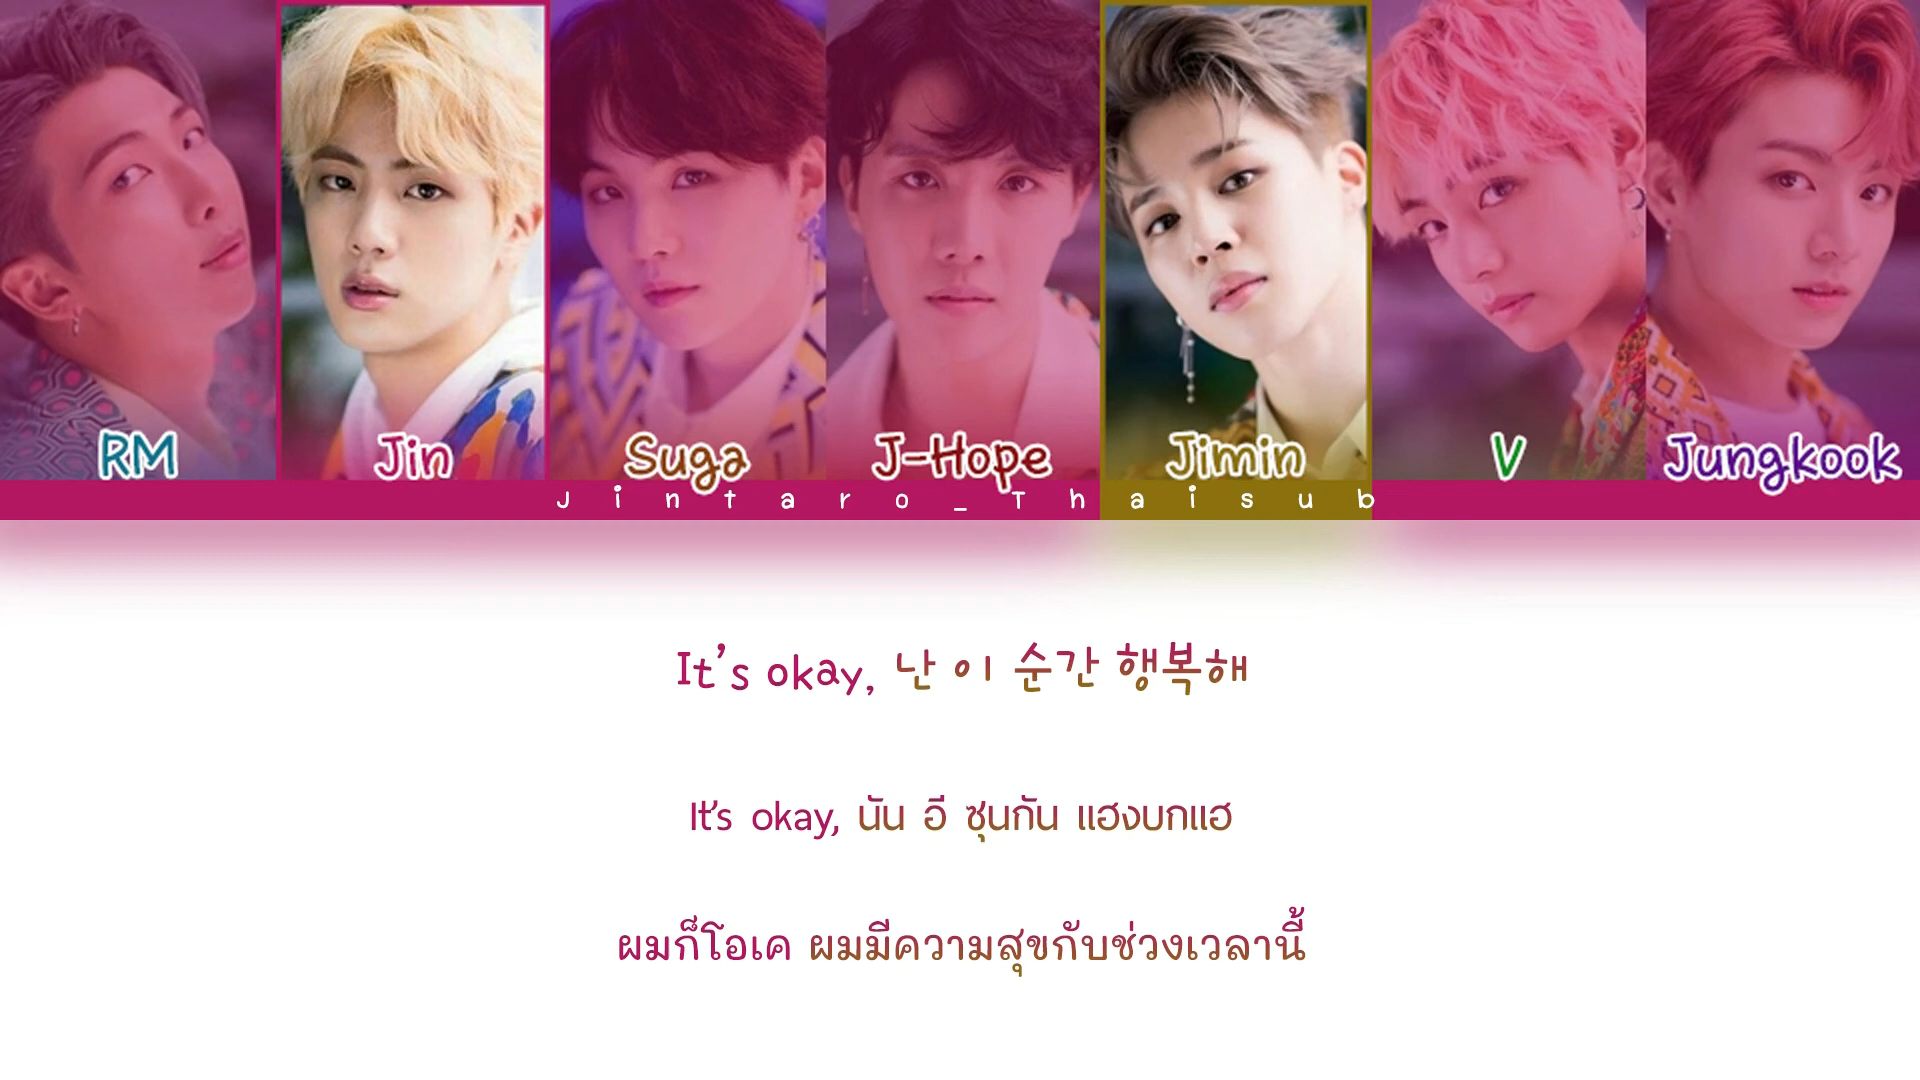 RM Jin Suga J-Hope Jimin V Jungkook
Jintaro_Thaisub
It's okay, 난 이 순간 행복해
It's okay, นัน อี ซุนกัน แฮงบกแฮ
ผมก็โอเค ผมมีความสุขกับช่วงเวลานี้